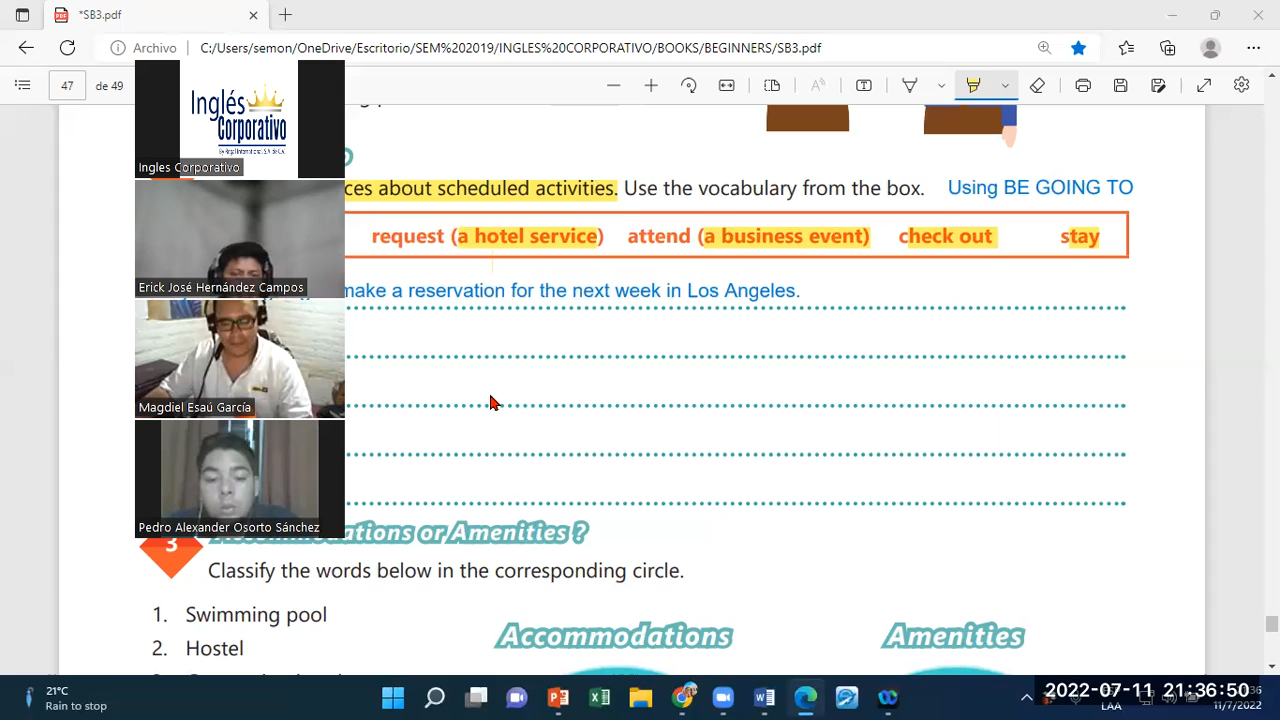 *SB3.pdf
Archivo
C:/Users/semon/OneDrive/Escritorio/SEM%202019/INGLES%20CORPORATIVO/BOOKS/BEGINNERS/SB3.pdf
47
de 49
Inglés
Corporativo
Ingles Corporativo
ces about scheduled activities. Use the vocabulary from the box.
Using BE GOING TO
request (a hotel service)
attend (a business event)
check out
stay
Erick José Hernández Campos
make a reservation for the next week in Los Angeles.
Magdiel Esaú García
Pedro Alexander Osorto Sánchez
3
Accommodations or Amenities ?
Classify the words below in the corresponding circle.
1. Swimming pool
2. Hostel
Accommodations
Amenities
21°C
Rain to stop
2022-07-11 21:36:50
LAA
11/7/2022